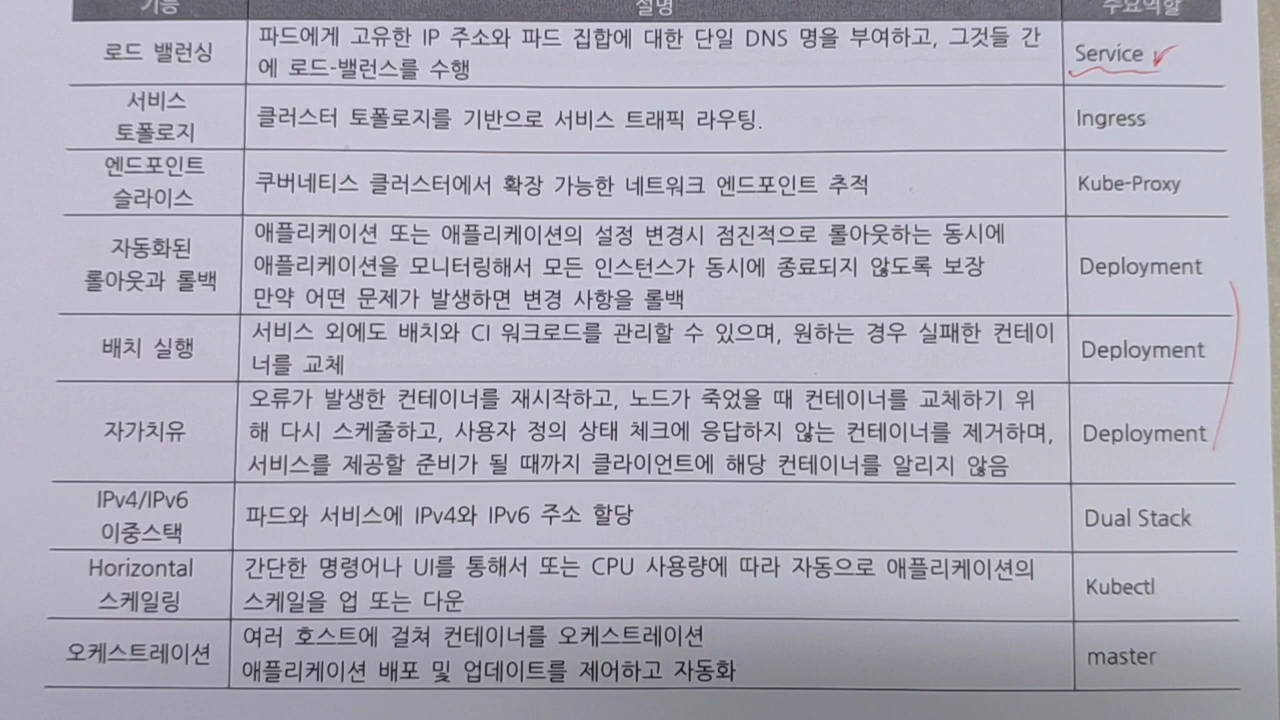 기능 설명 주요역할
로드 밸런싱
파드에게 고유한 IP 주소와 파드 집합에 대한 단일 DNS 명을 부여하고, 그것들 간
에 로드-밸런스를 수행
Service
서비스
토폴로지
클러스터 토폴로지를 기반으로 서비스 트래픽 라우팅.
Ingress
엔드포인트
슬라이스
쿠버네티스 클러스터에서 확장 가능한 네트워크 엔드포인트 추적
Kube-Proxy
자동화된
롤아웃과 롤백
애플리케이션 또는 애플리케이션의 설정 변경시 점진적으로 롤아웃하는 동시에
애플리케이션을 모니터링해서 모든 인스턴스가 동시에 종료되지 않도록 보장
만약 어떤 문제가 발생하면 변경 사항을 롤백
Deployment
배치 실행
서비스 외에도 배치와 CI 워크로드를 관리할 수 있으며, 원하는 경우 실패한 컨테이
너를 교체
Deployment
자가치유
오류가 발생한 컨테이너를 재시작하고, 노드가 죽었을 때 컨테이너를 교체하기 위
해 다시 스케줄하고, 사용자 정의 상태 체크에 응답하지 않는 컨테이너를 제거하며,
서비스를 제공할 준비가 될 때까지 클라이언트에 해당 컨테이너를 알리지 않음
Deployment
IPv4/IPv6
이중스택
파드와 서비스에 IPv4와 IPv6 주소 할당
Dual Stack
Horizontal
스케일링
간단한 명령어나 UI를 통해서 또는 CPU 사용량에 따라 자동으로 애플리케이션의
스케일을 업 또는 다운
Kubectl
오케스트레이션
여러 호스트에 걸쳐 컨테이너를 오케스트레이션
애플리케이션 배포 및 업데이트를 제어하고 자동화
master